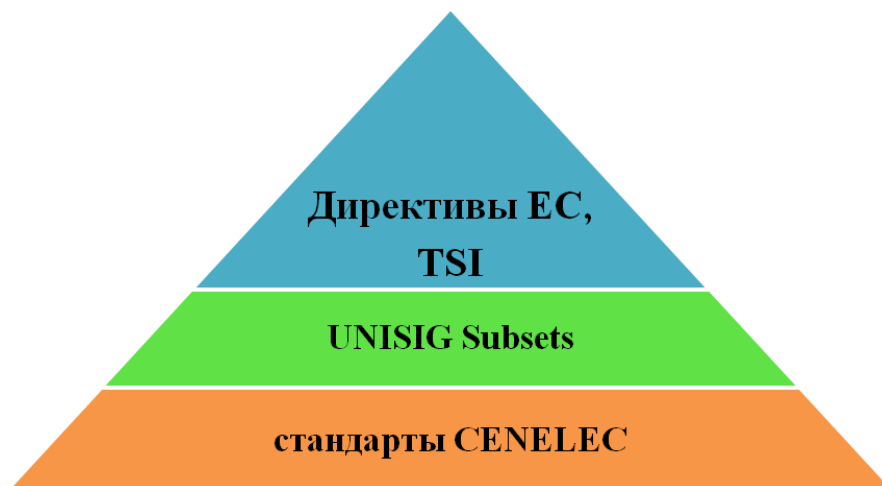 Директивы ЕС,
TSI
UNISIG Subsets
стандарты CENELEC